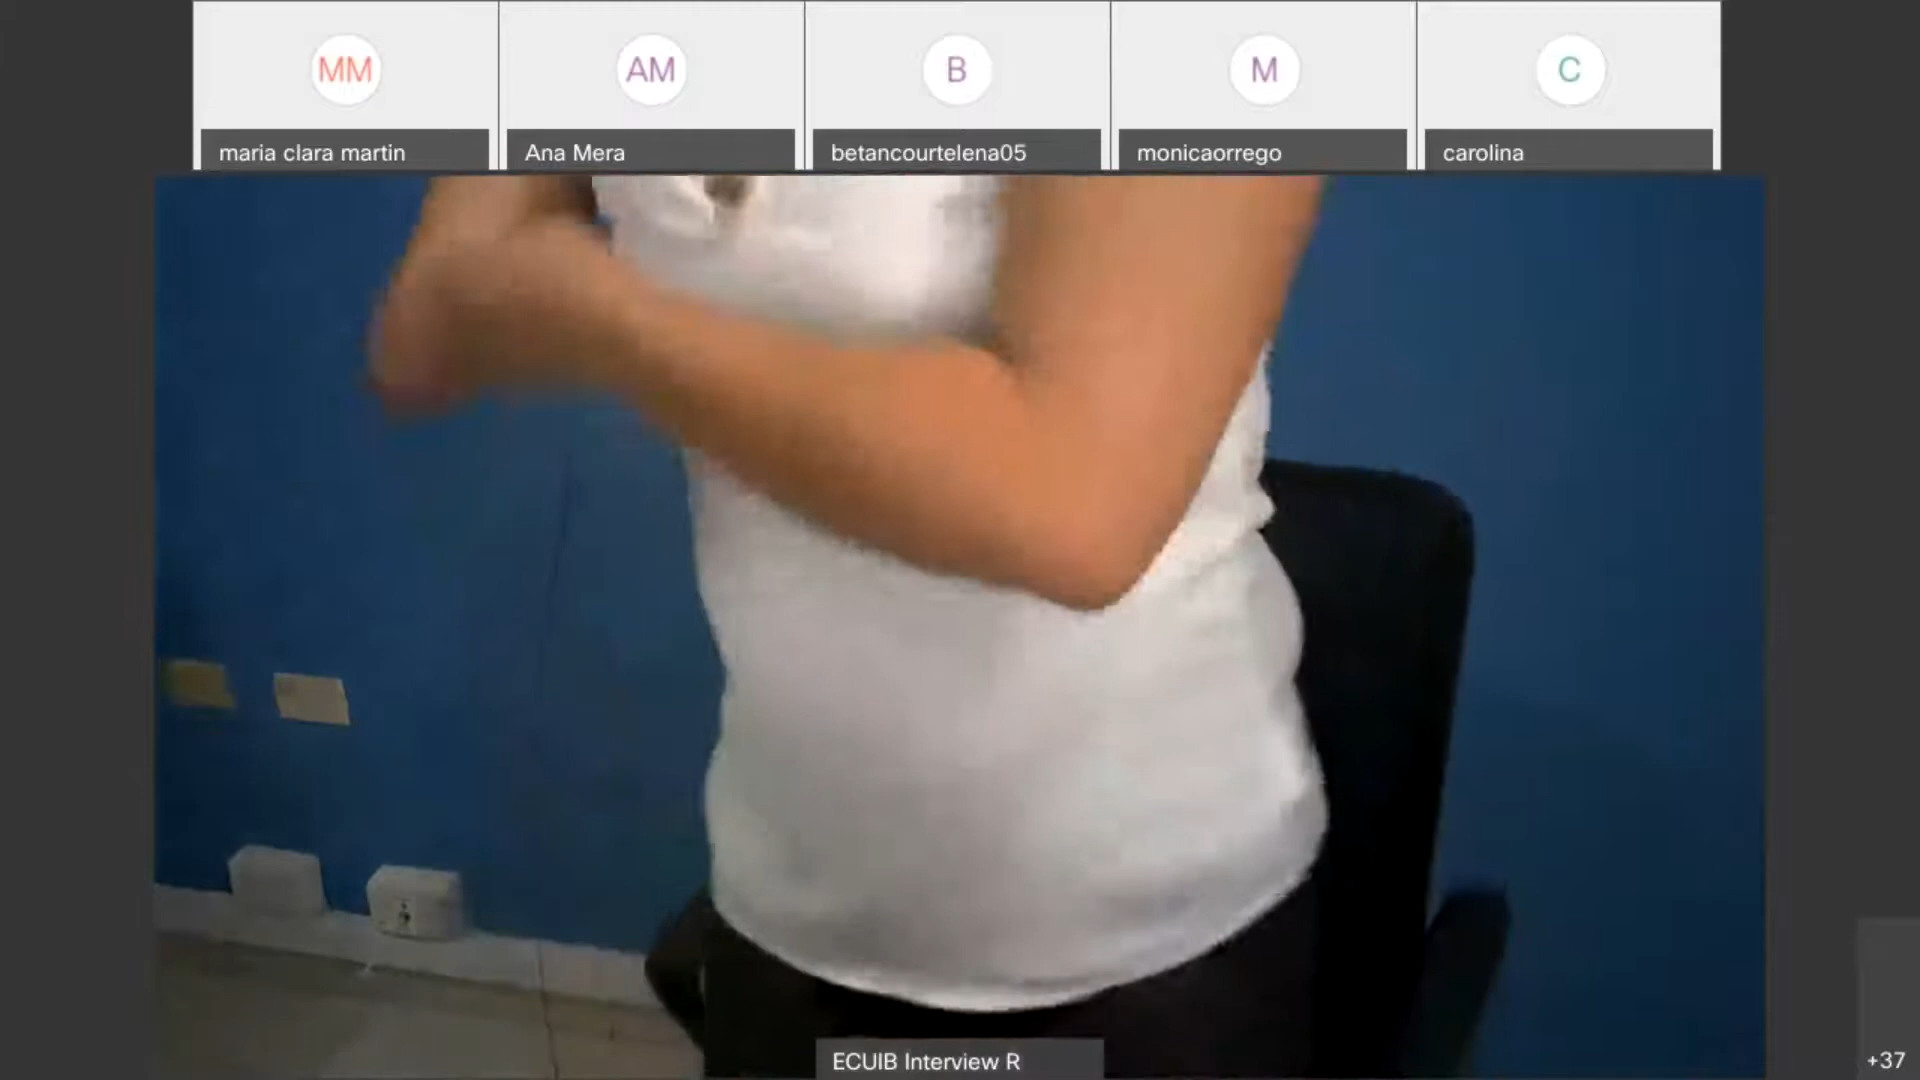 MM
AM
B
M
C
maria clara martin
Ana Mera
betancourtelena05
monicaorrego
carolina
ECUIB Interview R
+37